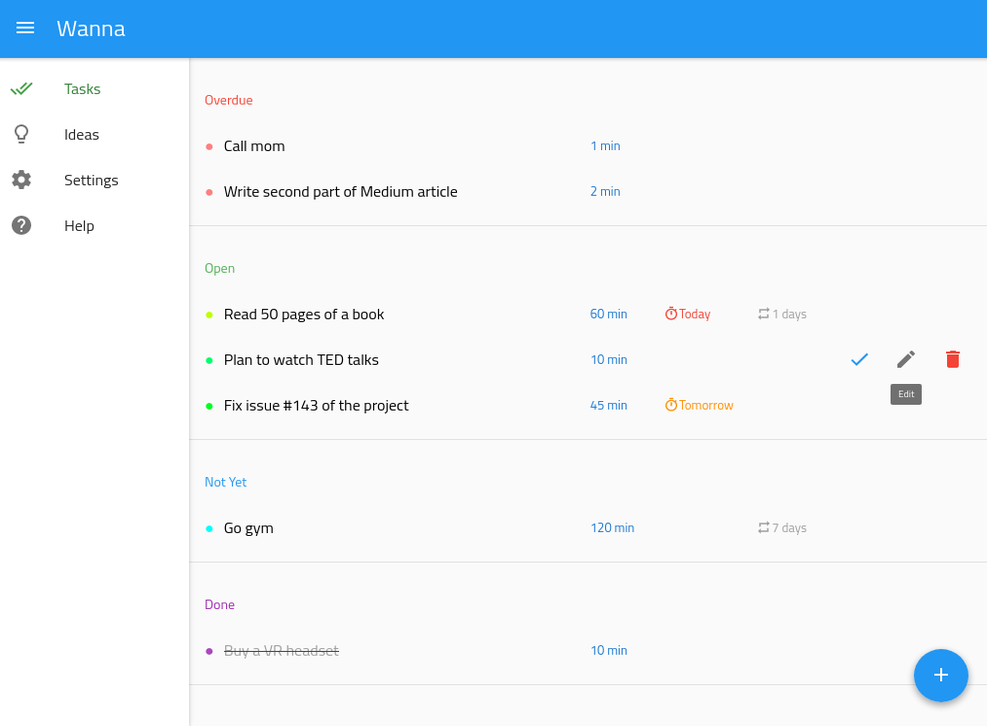 Wanna
Tasks
Ideas
Settings
Help
Overdue
Call mom 1 min
Write second part of Medium article 2 min
Open
Read 50 pages of a book 60 min Today 1 days
Plan to watch TED talks 10 min
Edit
Fix issue #143 of the project 45 min Tomorrow
Not Yet
Go gym 120 min 7 days
Done
Buy a VR headset 10 min